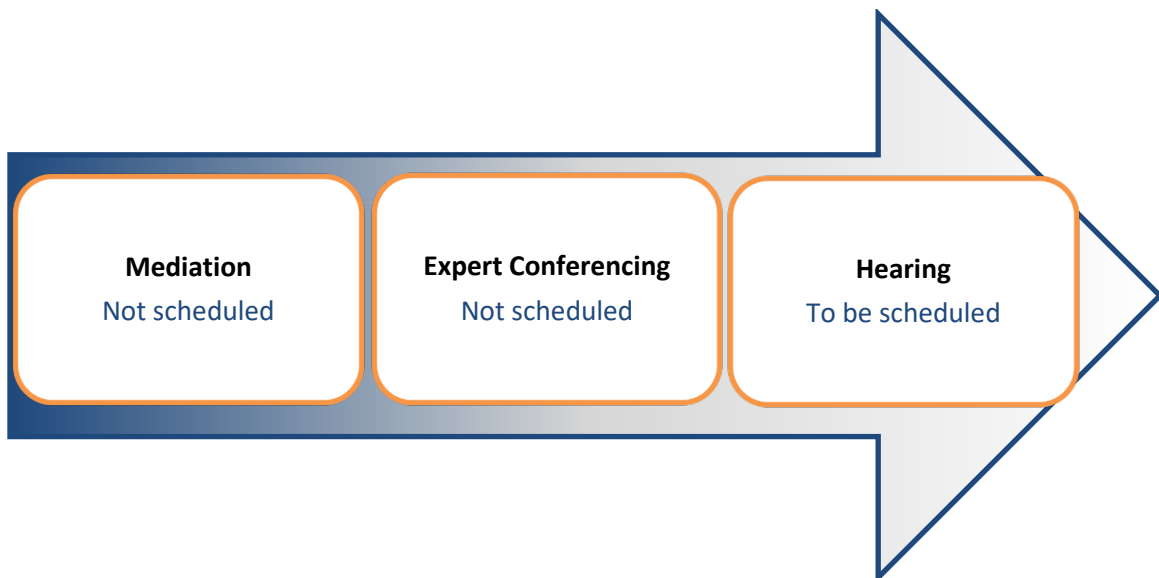 Mediation
Not scheduled
Expert Conferencing
Not scheduled
Hearing
To be scheduled